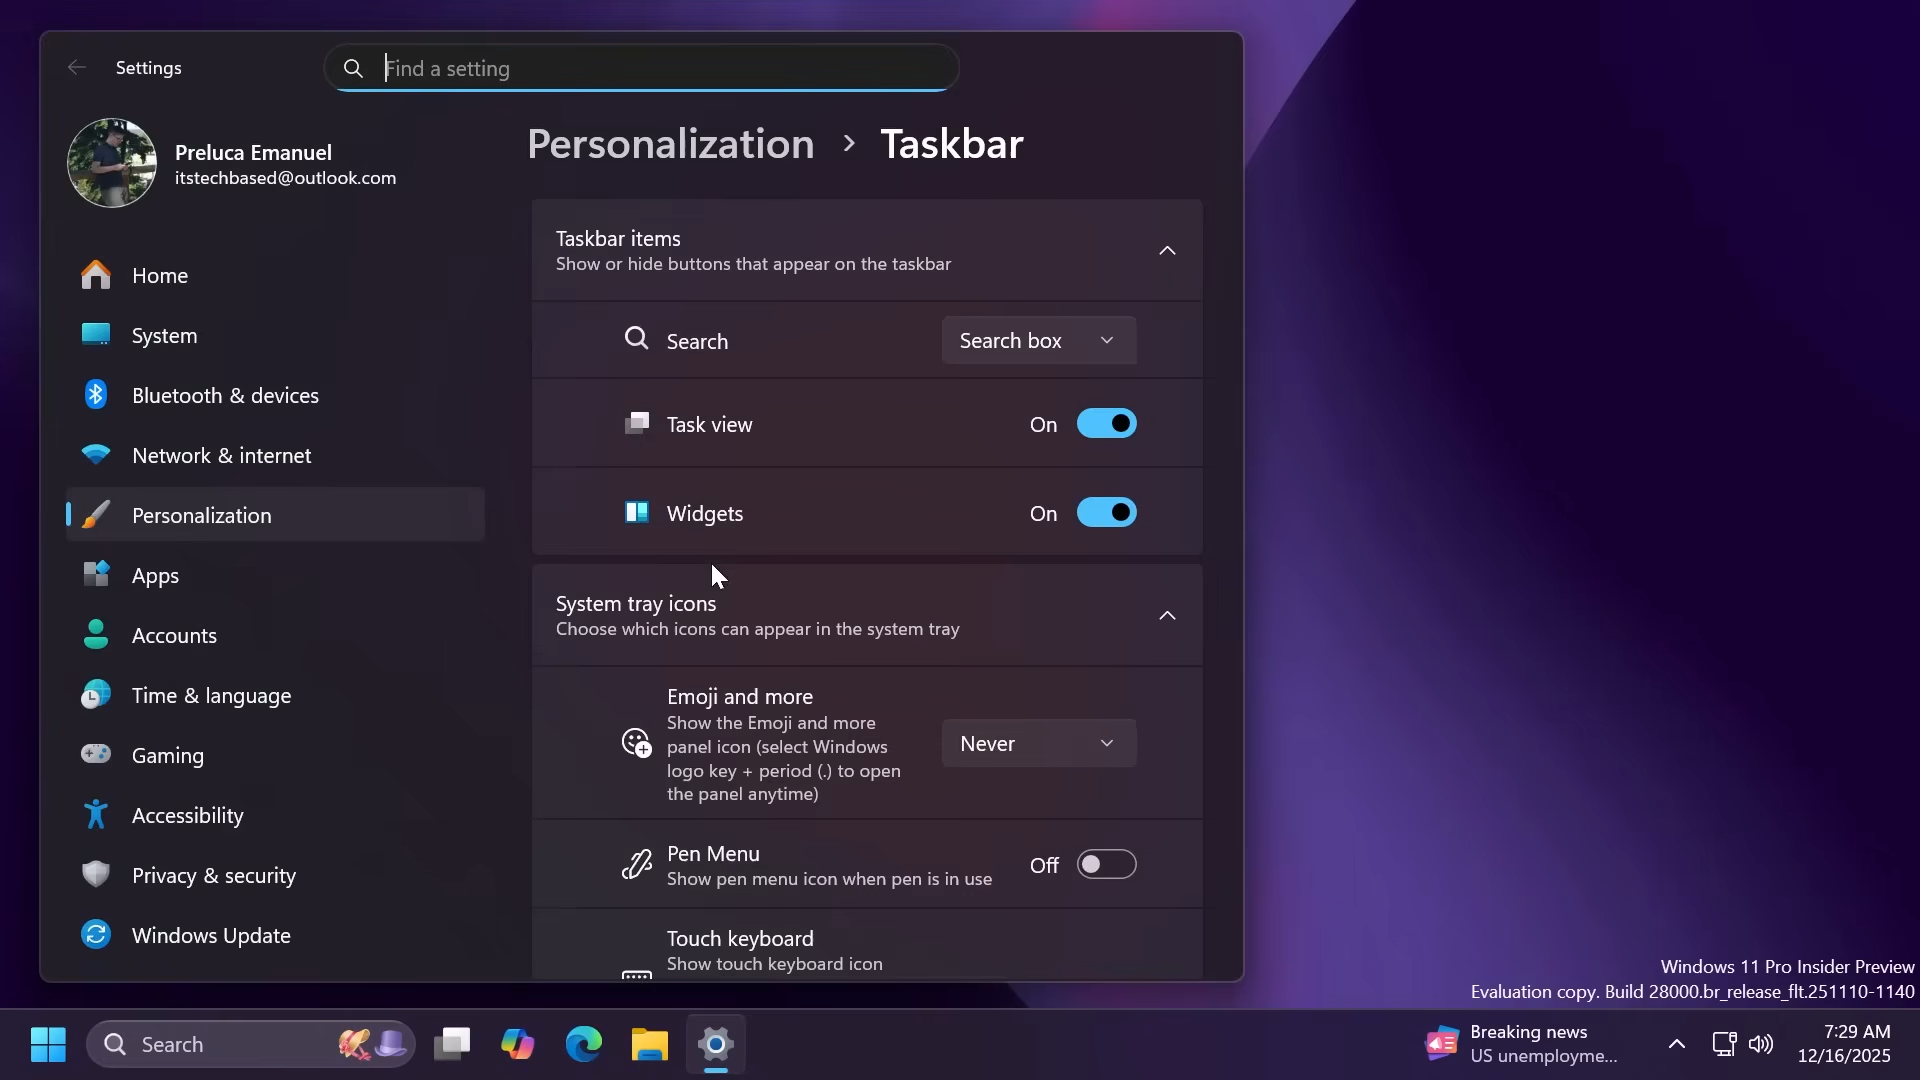 Settings
Find a setting
Preluca Emanuel
itstechbased@outlook.com
Home
System
Bluetooth & devices
Network & internet
Personalization
Apps
Accounts
Time & language
Gaming
Accessibility
Privacy & security
Windows Update
Personalization > Taskbar
Taskbar items
Show or hide buttons that appear on the taskbar
Search
Search box
Task view
On
Widgets
On
System tray icons
Choose which icons can appear in the system tray
Emoji and more
Show the Emoji and more
panel icon (select Windows
logo key + period (.) to open
the panel anytime)
Never
Pen Menu
Show pen menu icon when pen is in use
Off
Touch keyboard
Show touch keyboard icon
Windows 11 Pro Insider Preview
Evaluation copy. Build 28000.br_release_flt.251110-1140
Search
Breaking news
US unemployme...
7:29 AM
12/16/2025